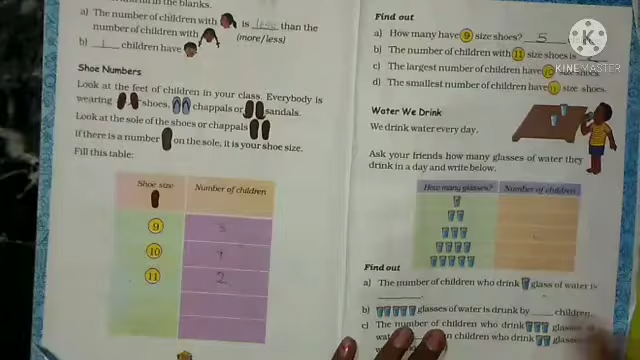 in the blanks.
a) The number of children with is less than the
number of children with (more/less)
b) 1 children have
Shoe Numbers
Look at the feet of children in your class. Everybody is
wearing shoes, chappals or sandals.
Look at the sole of the shoes or chappals
If there is a number on the sole, it is your shoe size.
Fill this table:
Shoe size Number of children
9 5
10
11 2
Find out
a) How many have 9 size shoes? 5
b) The number of children with 11 size shoes is
c) The largest number of children have 10 size shoes.
d) The smallest number of children have 11 size shoes.
Water We Drink
We drink water every day.
Ask your friends how many glasses of water they
drink in a day and write below.
How many glasses? Number of children
Find out
a) The number of children who drink glass of water is
b) glasses of water is drunk by children.
c) The number of children who drink glasses
children who drink glasses
K
KINEMASTER